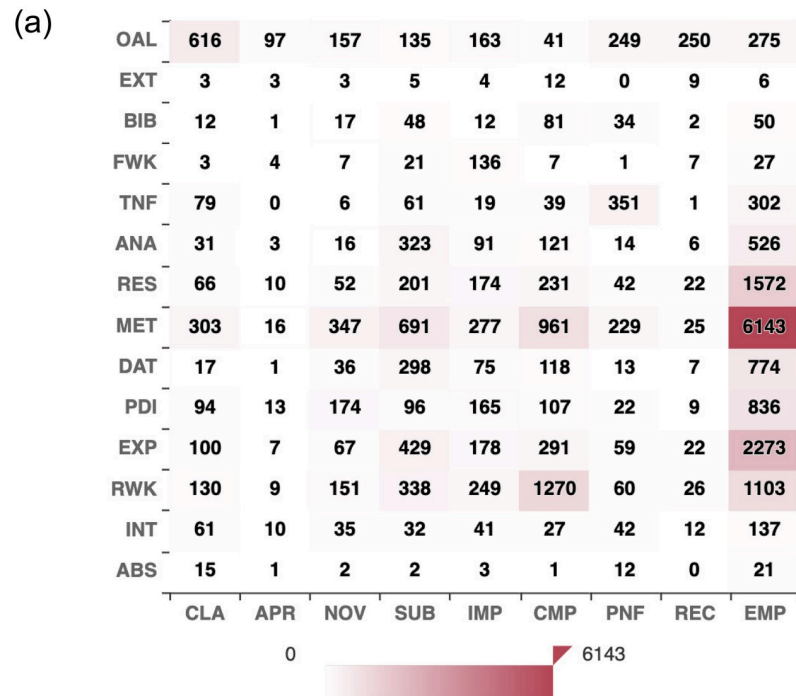 (a)
OAL 616 97 157 135 163 41 249 250 275
EXT 3 3 3 5 4 12 0 9 6
BIB 12 1 17 48 12 81 34 2 50
FWK 3 4 7 21 136 7 1 7 27
TNF 79 0 6 61 19 39 351 1 302
ANA 31 3 16 323 91 121 14 6 526
RES 66 10 52 201 174 231 42 22 1572
MET 303 16 347 691 277 961 229 25 6143
DAT 17 1 36 298 75 118 13 7 774
PDI 94 13 174 96 165 107 22 9 836
EXP 100 7 67 429 178 291 59 22 2273
RWK 130 9 151 338 249 1270 60 26 1103
INT 61 10 35 32 41 27 42 12 137
ABS 15 1 2 2 3 1 12 0 21
CLA APR NOV SUB IMP CMP PNF REC EMP
0 6143